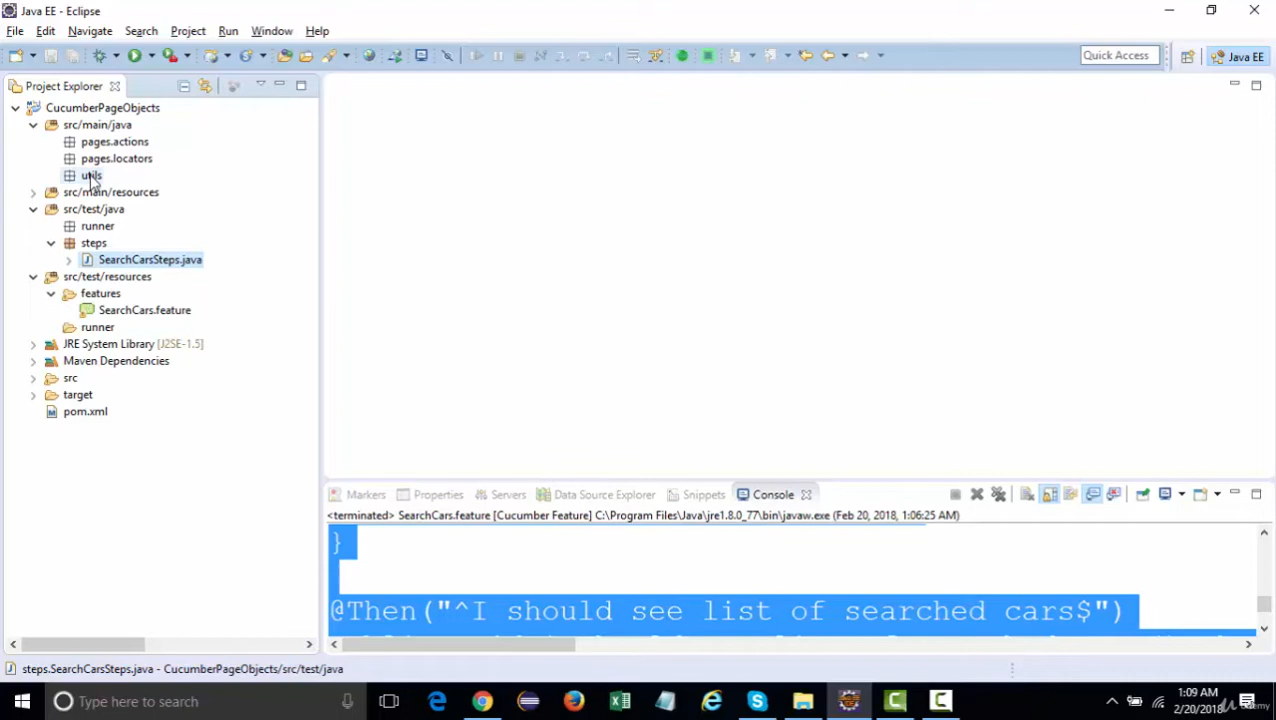 Java EE - Eclipse
File Edit Navigate Search Project Run Window Help
Quick Access
Java EE
Project Explorer
CucumberPageObjects
src/main/java
pages.actions
pages.locators
utils
src/main/resources
src/test/java
runner
steps
SearchCarsSteps.java
src/test/resources
features
SearchCars.feature
runner
JRE System Library [J2SE-1.5]
Maven Dependencies
src
target
pom.xml
Markers Properties Servers Data Source Explorer Snippets Console
<terminated> SearchCars.feature [Cucumber Feature] C:\Program Files\Java\jre1.8.0_77\bin\javaw.exe (Feb 20, 2018, 1:06:25 AM)
}
@Then("^I should see list of searched cars$")
steps.SearchCarsSteps.java - CucumberPageObjects/src/test/java
Type here to search
1:09 AM
2/20/2018